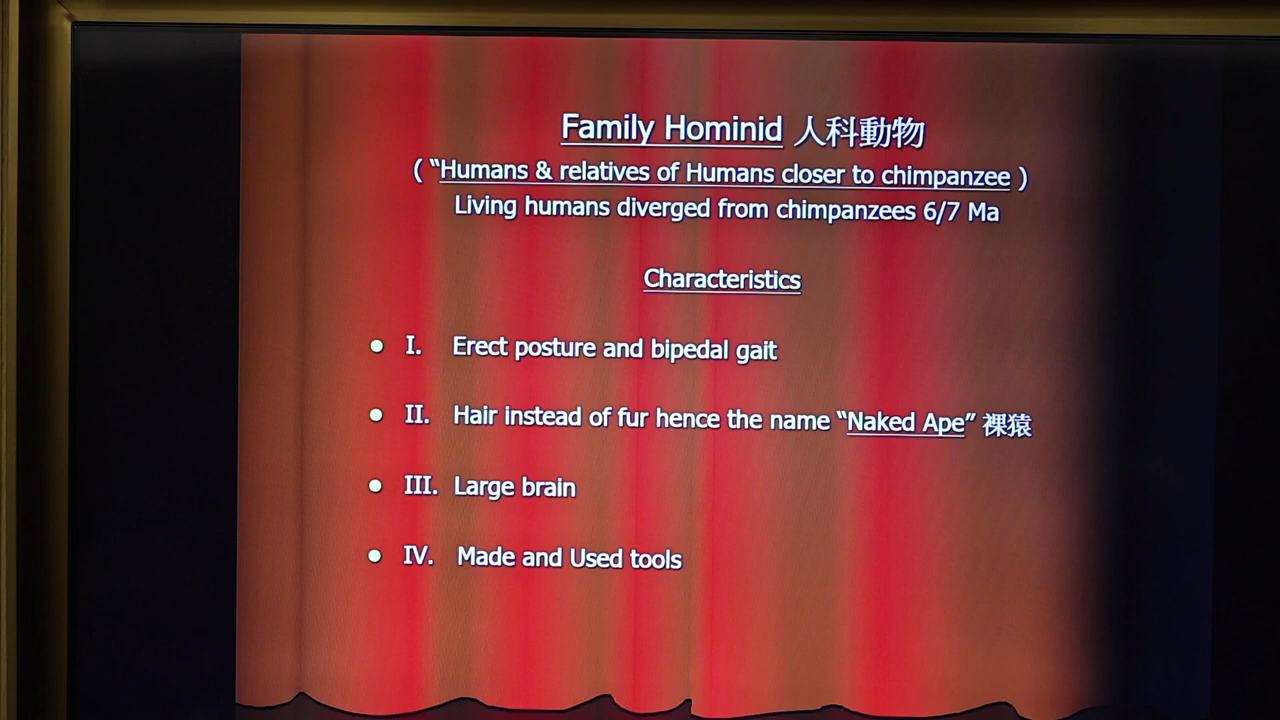 Family Hominid 人科動物
( “Humans & relatives of Humans closer to chimpanzee )
Living humans diverged from chimpanzees 6/7 Ma
Characteristics
• I. Erect posture and bipedal gait
• II. Hair instead of fur hence the name “Naked Ape” 裸猿
• III. Large brain
• IV. Made and Used tools